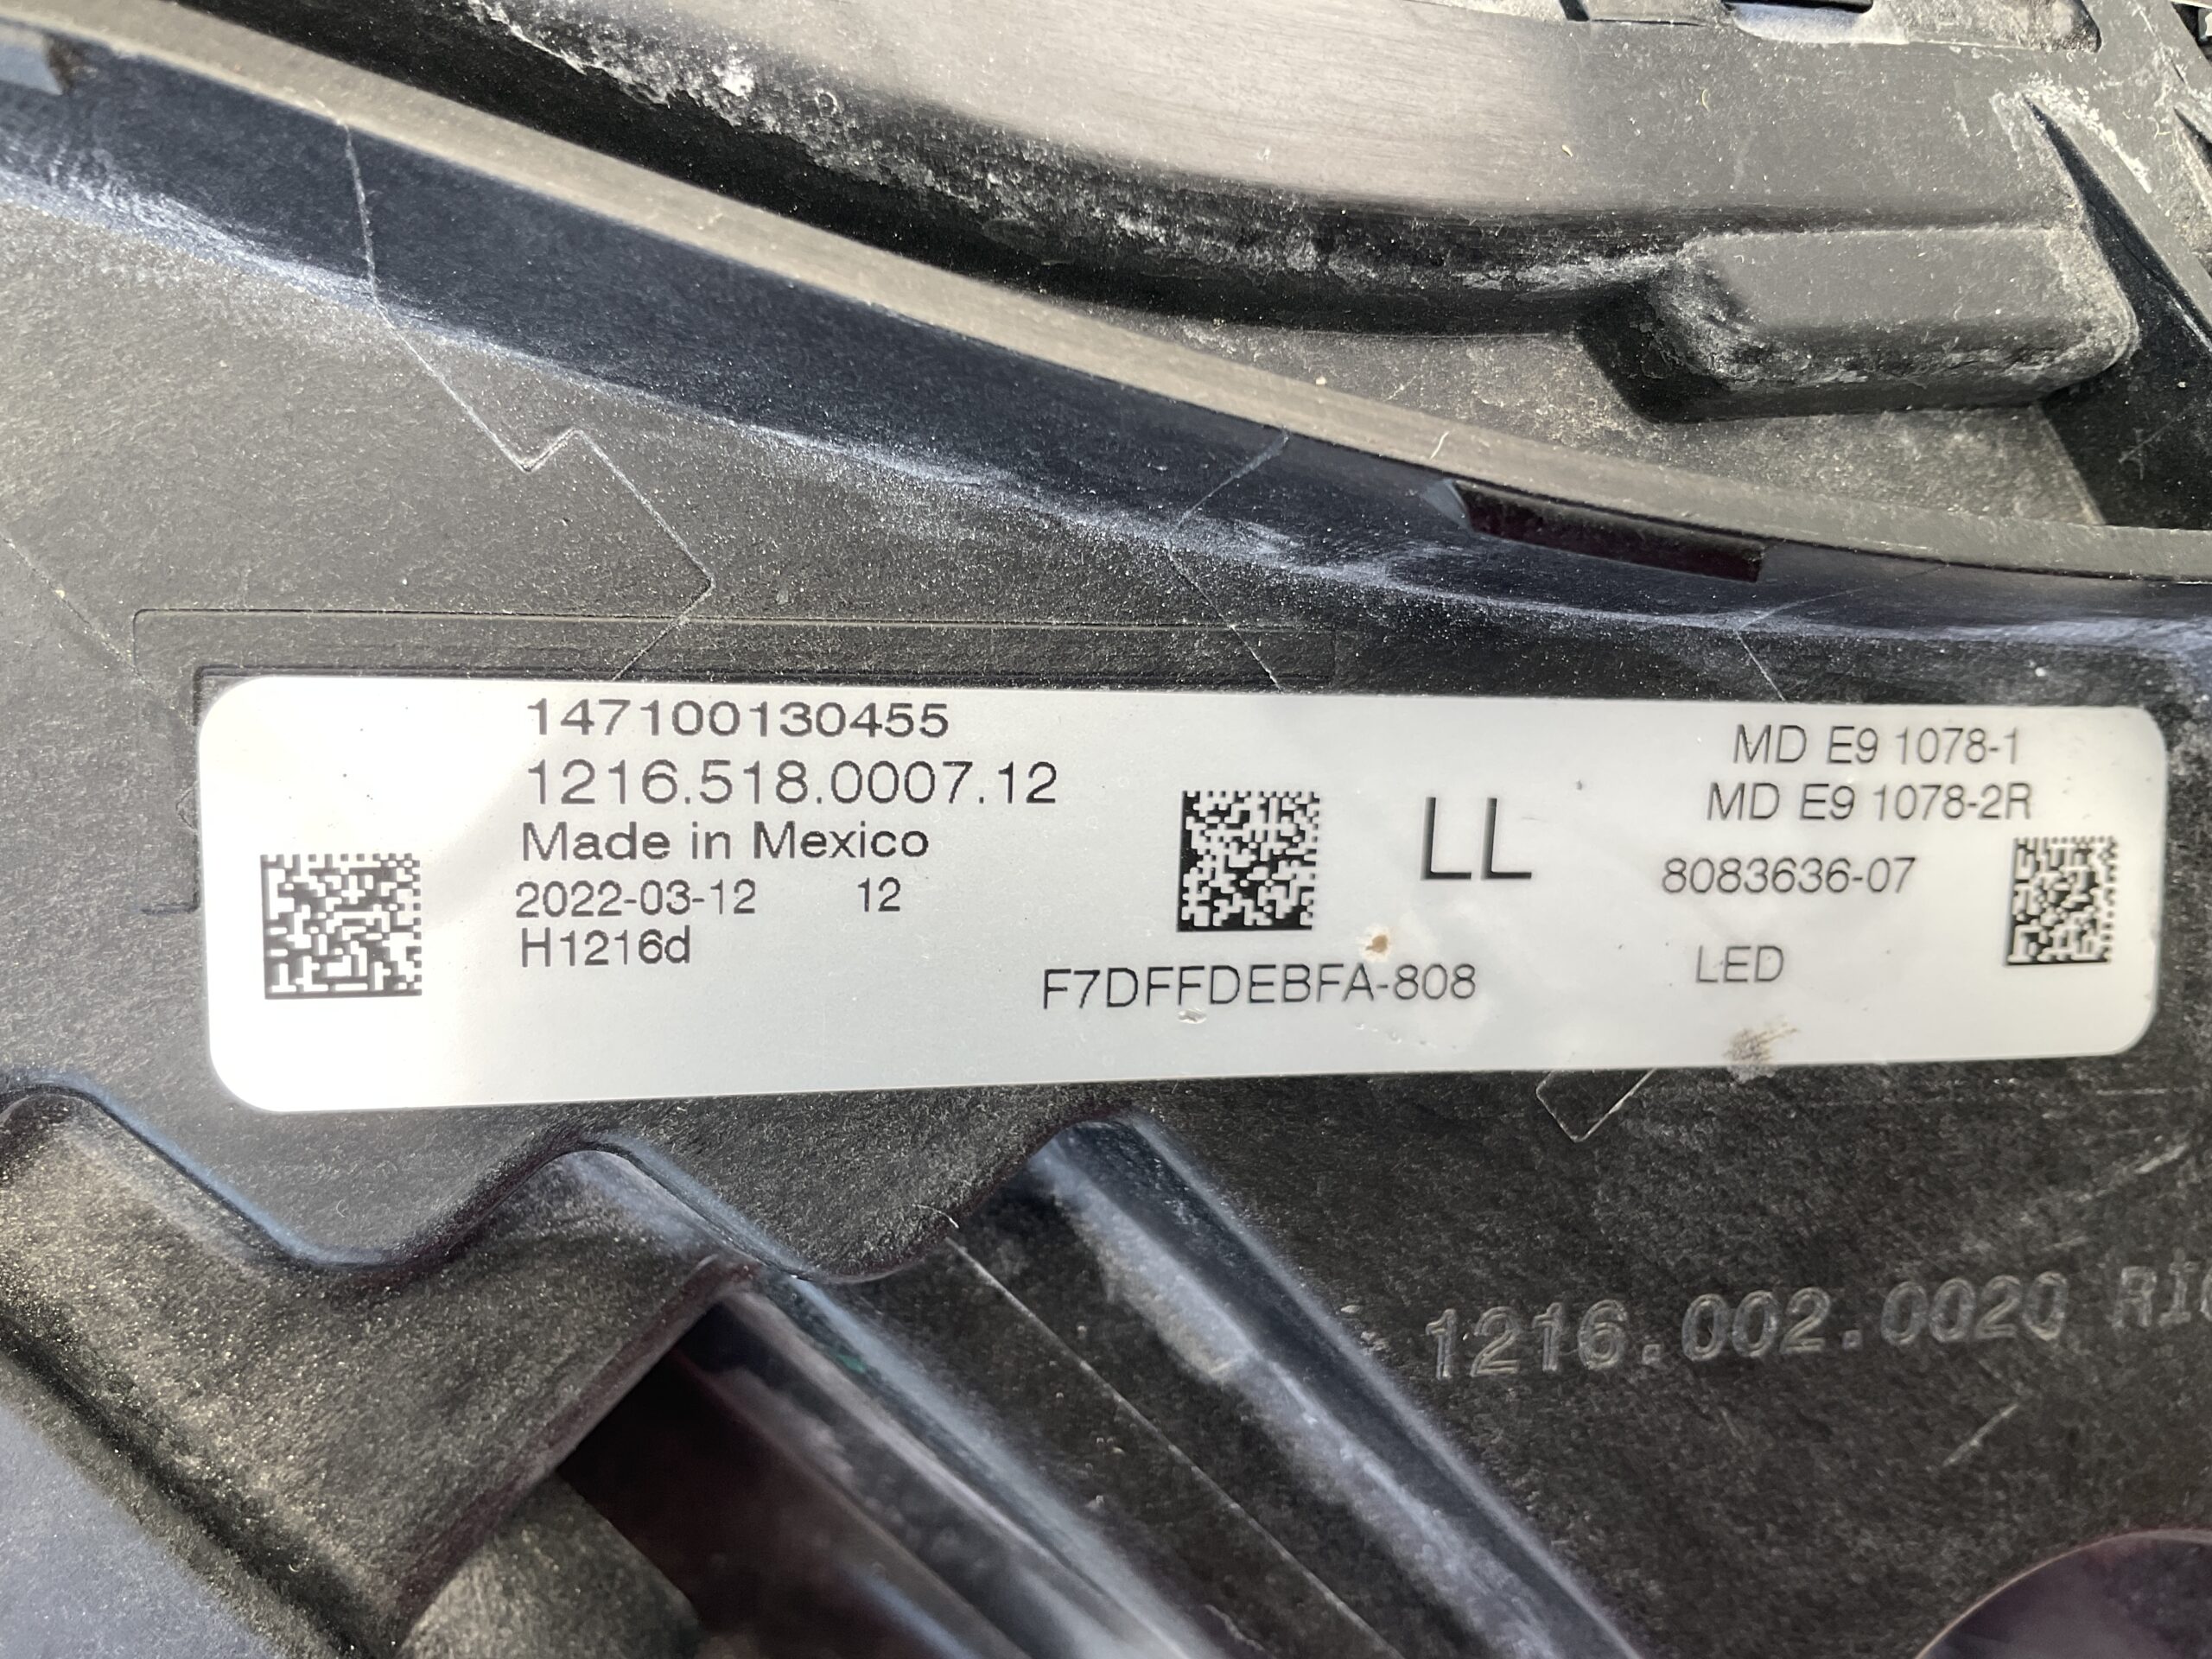 147100130455
1216.518.0007.12
Made in Mexico
2022-03-12 12
H1216d
F7DFFDEBFA-808
LL
MD E9 1078-1
MD E9 1078-2R
8083636-07
LED
1216.002.0020